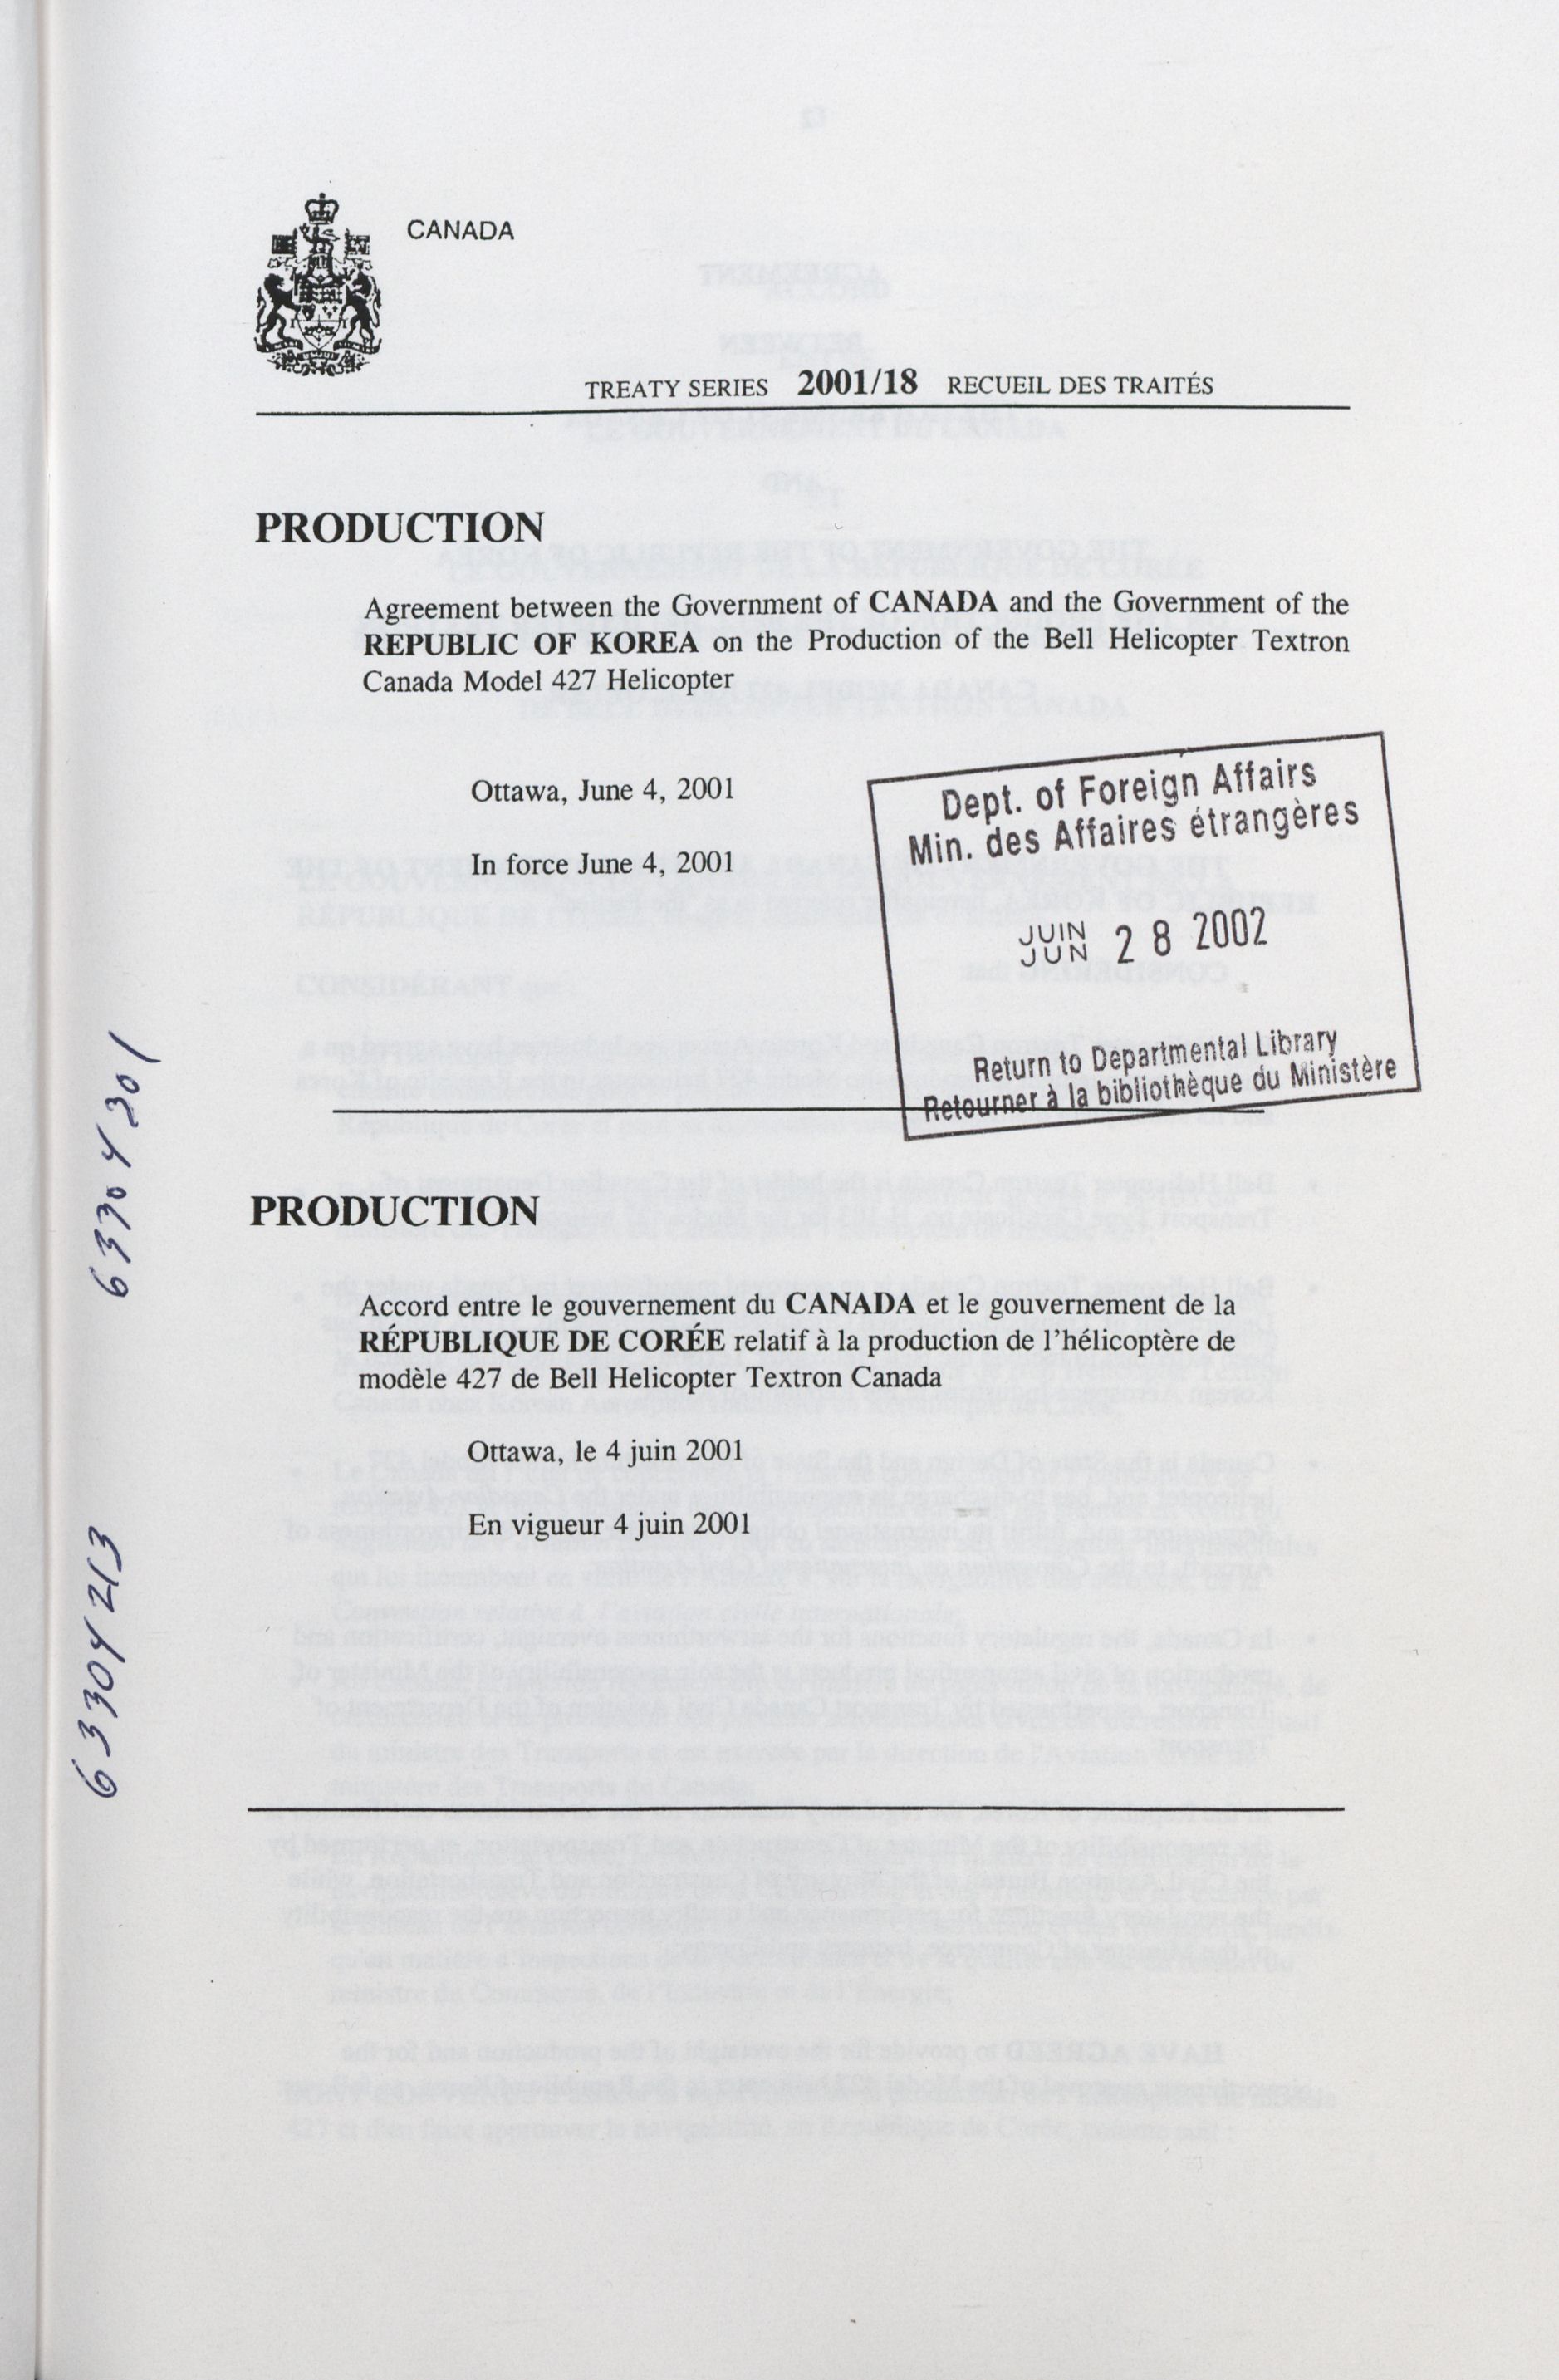 CANADA
TREATY SERIES 2001/18 RECUEIL DES TRAITÉS
PRODUCTION
Agreement between the Government of CANADA and the Government of the
REPUBLIC OF KOREA on the Production of the Bell Helicopter Textron
Canada Model 427 Helicopter
Ottawa, June 4, 2001
In force June 4, 2001
Dept. of Foreign Affairs
Min. des Affaires étrangères
JUIN
JUN 28 2002
Return to Departmental Library
Retourner à la bibliothèque du Ministère
PRODUCTION
Accord entre le gouvernement du CANADA et le gouvernement de la
RÉPUBLIQUE DE CORÉE relatif à la production de l'hélicoptère de
modèle 427 de Bell Helicopter Textron Canada
Ottawa, le 4 juin 2001
En vigueur 4 juin 2001
63304301
63304213